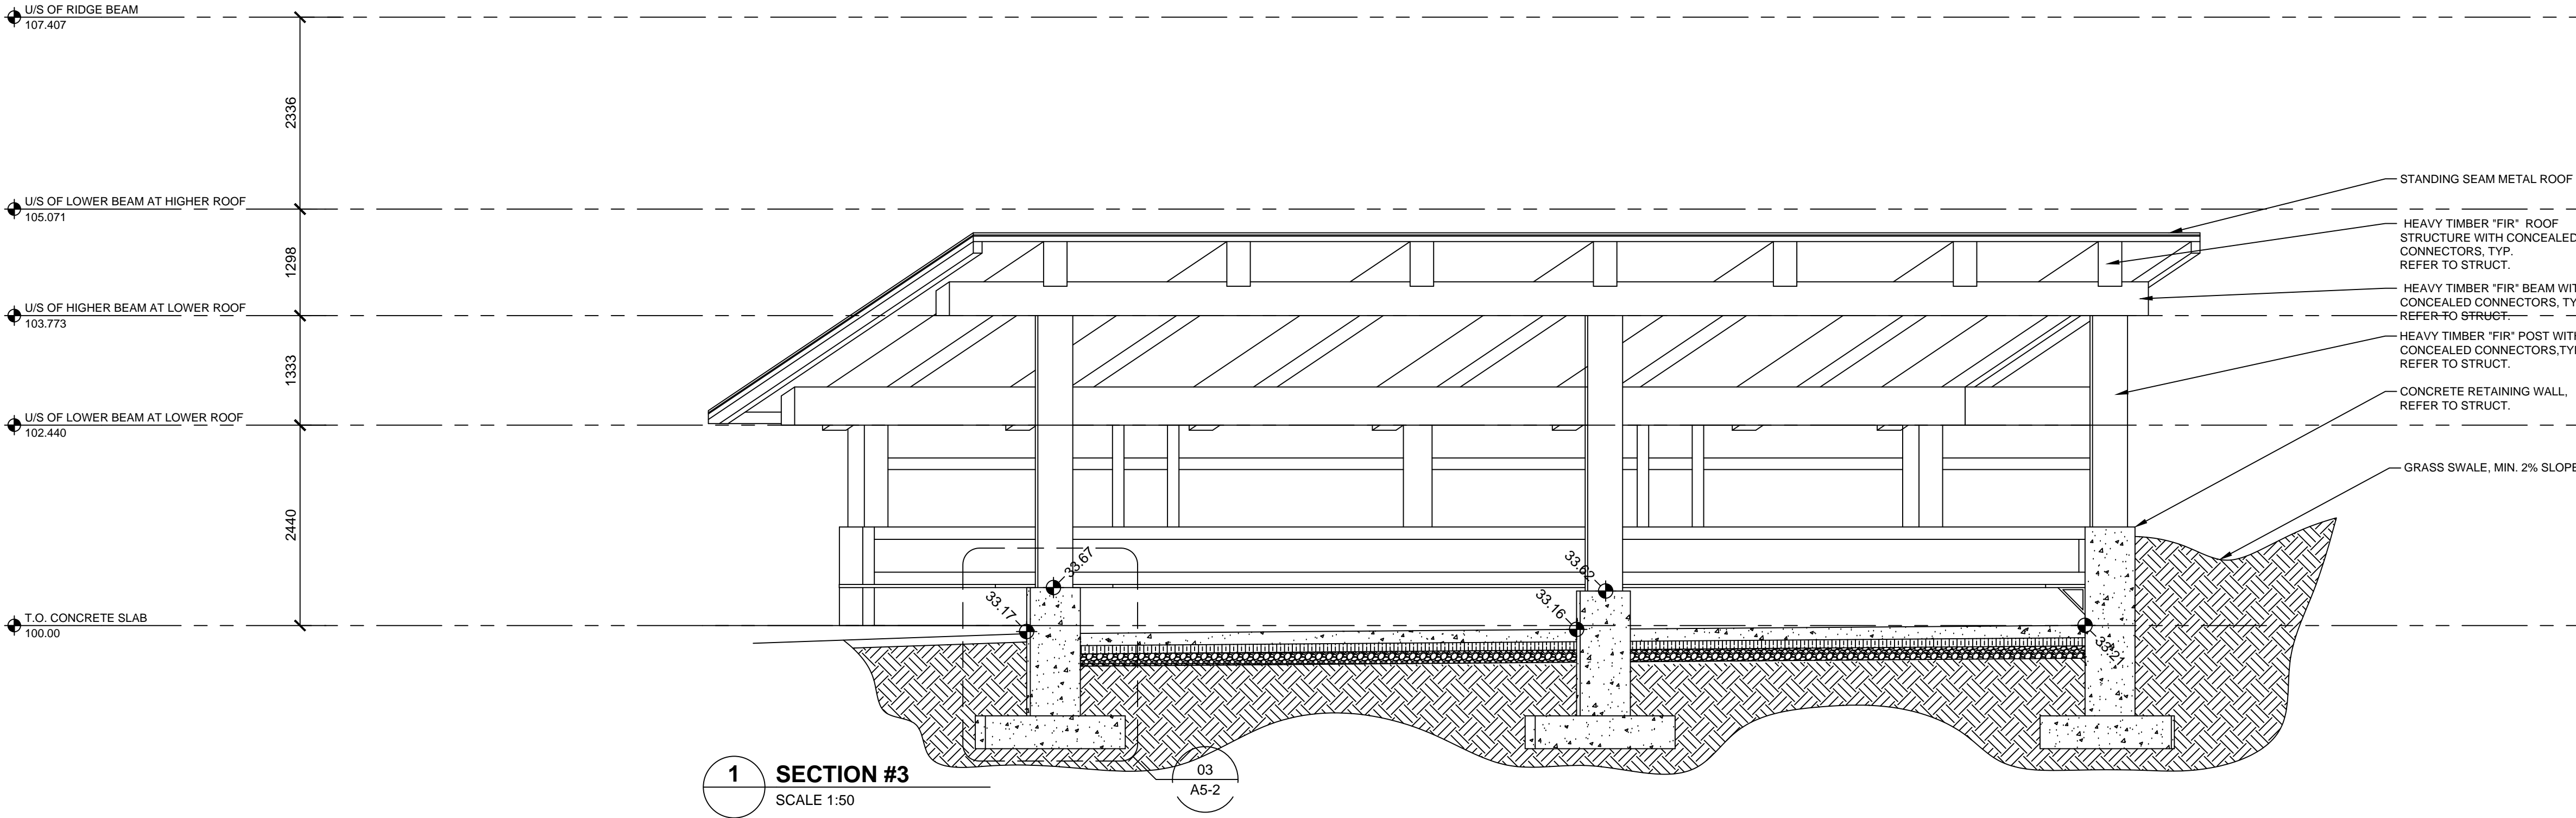 U/S OF RIDGE BEAM
107.407
2336
U/S OF LOWER BEAM AT HIGHER ROOF
105.071
1298
U/S OF HIGHER BEAM AT LOWER ROOF
103.773
1333
U/S OF LOWER BEAM AT LOWER ROOF
102.440
2440
T.O. CONCRETE SLAB
100.00
STANDING SEAM METAL ROOF
HEAVY TIMBER "FIR" ROOF
STRUCTURE WITH CONCEALED
CONNECTORS, TYP.
REFER TO STRUCT.
HEAVY TIMBER "FIR" BEAM
CONCEALED CONNECTORS,
REFER TO STRUCT.
HEAVY TIMBER "FIR" POST
CONCEALED CONNECTORS,
REFER TO STRUCT.
CONCRETE RETAINING WALL,
REFER TO STRUCT.
GRASS SWALE, MIN. 2% SLOPE
33.67
33.17
33.62
33.16
33.21
1
SECTION #3
SCALE 1:50
03
A5-2